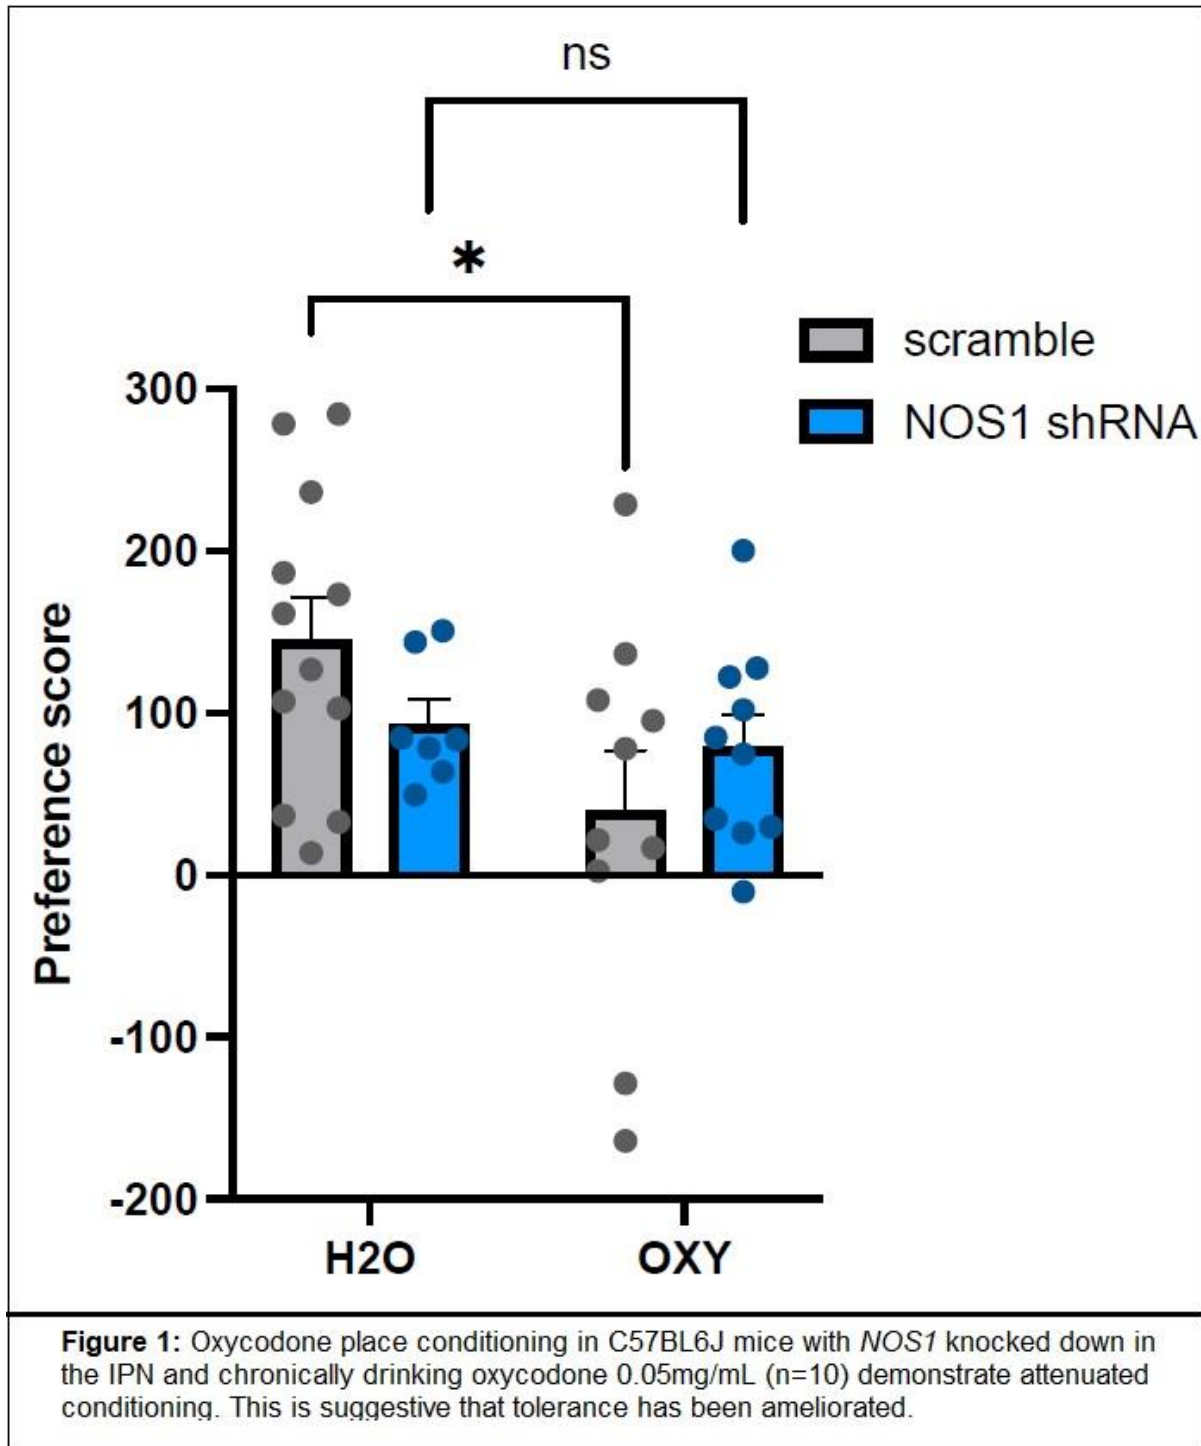 ns
*
scramble
NOS1 shRNA
300
200
100
0
-100
-200
Preference score
H2O
OXY
Figure 1: Oxycodone place conditioning in C57BL6J mice with NOS1 knocked down in
the IPN and chronically drinking oxycodone 0.05mg/mL (n=10) demonstrate attenuated
conditioning. This is suggestive that tolerance has been ameliorated.